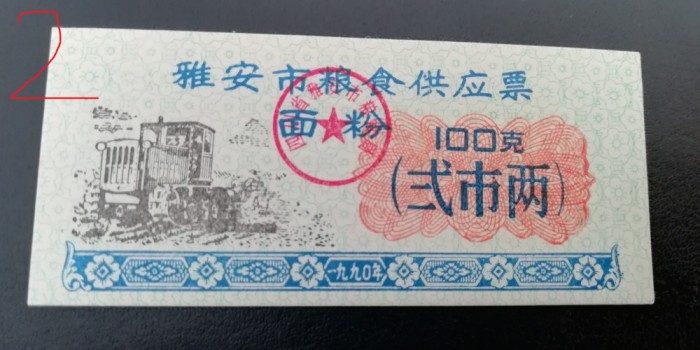 2
雅安市粮食供应票
面粉
100克
(弍市两)
一九九0年